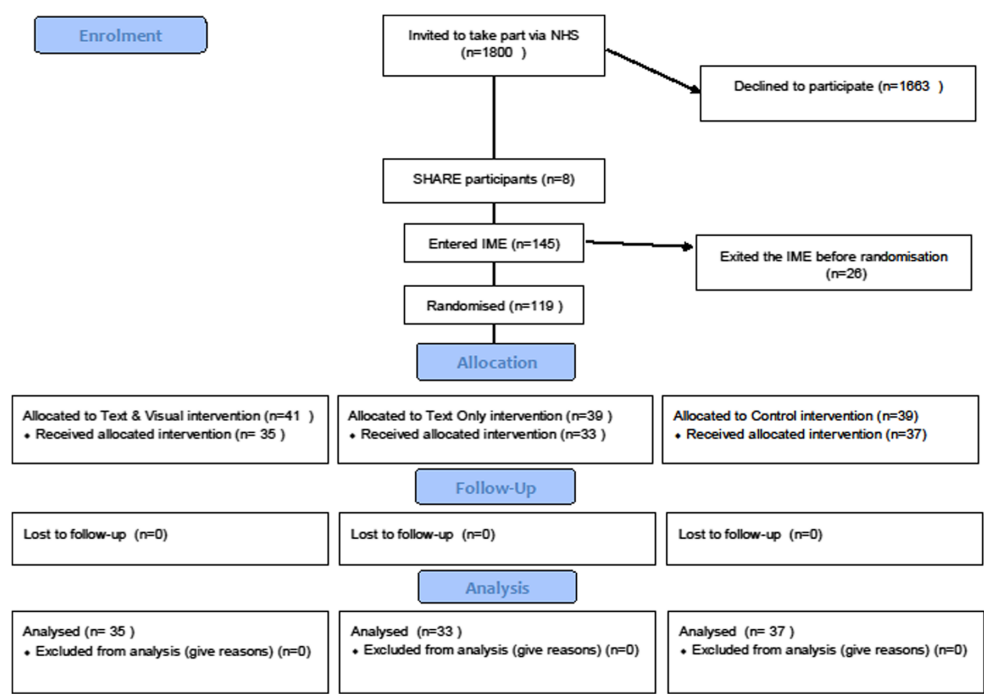 Enrolment
Invited to take part via NHS
(n=1800 )
Declined to participate (n=1663 )
SHARE participants (n=8)
Entered IME (n=145)
Exited the IME before randomisation
(n=26)
Randomised (n=119 )
Allocation
Allocated to Text & Visual intervention (n=41 )
⬩ Received allocated intervention (n= 35 )
Allocated to Text Only intervention (n=39 )
⬩ Received allocated intervention (n=33 )
Allocated to Control intervention (n=39)
⬩ Received allocated intervention (n=37)
Follow-Up
Lost to follow-up (n=0)
Lost to follow-up (n=0)
Lost to follow-up (n=0)
Analysis
Analysed (n= 35 )
⬩ Excluded from analysis (give reasons) (n=0)
Analysed (n=33 )
⬩ Excluded from analysis (give reasons) (n=0)
Analysed (n= 37 )
⬩ Excluded from analysis (give reasons) (n=0)